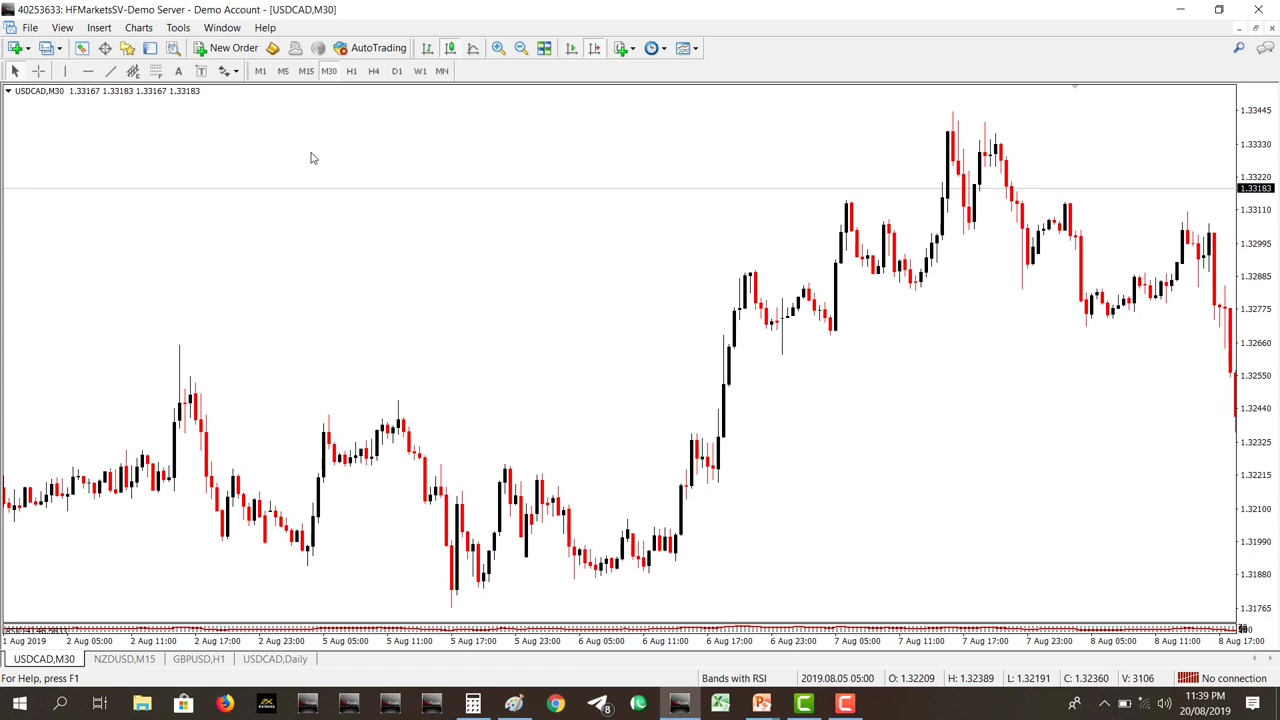 40253633: HFMarketsSV-Demo Server - Demo Account - [USDCAD,M30]
File View Insert Charts Tools Window Help
New Order AutoTrading
A T M1 M5 M15 M30 H1 H4 D1 W1 MN
USDCAD,M30 1.33167 1.33183 1.33167 1.33183
1.33445
1.33330
1.33220
1.33183
1.33110
1.32995
1.32885
1.32775
1.32660
1.32550
1.32440
1.32325
1.32215
1.32100
1.31990
1.31880
1.31765
1 Aug 2019 2 Aug 05:00 2 Aug 11:00 2 Aug 17:00 2 Aug 23:00 5 Aug 05:00 5 Aug 11:00 5 Aug 17:00 5 Aug 23:00 6 Aug 05:00 6 Aug 11:00 6 Aug 17:00 6 Aug 23:00 7 Aug 05:00 7 Aug 11:00 7 Aug 17:00 7 Aug 23:00 8 Aug 05:00 8 Aug 11:00 8 Aug 17:00
USDCAD,M30 NZDUSD,M15 GBPUSD,H1 USDCAD,Daily
For Help, press F1 Bands with RSI 2019.08.05 05:00 O: 1.32209 H: 1.32389 L: 1.32191 C: 1.32360 V: 3106 No connection
8
11:39 PM
20/08/2019